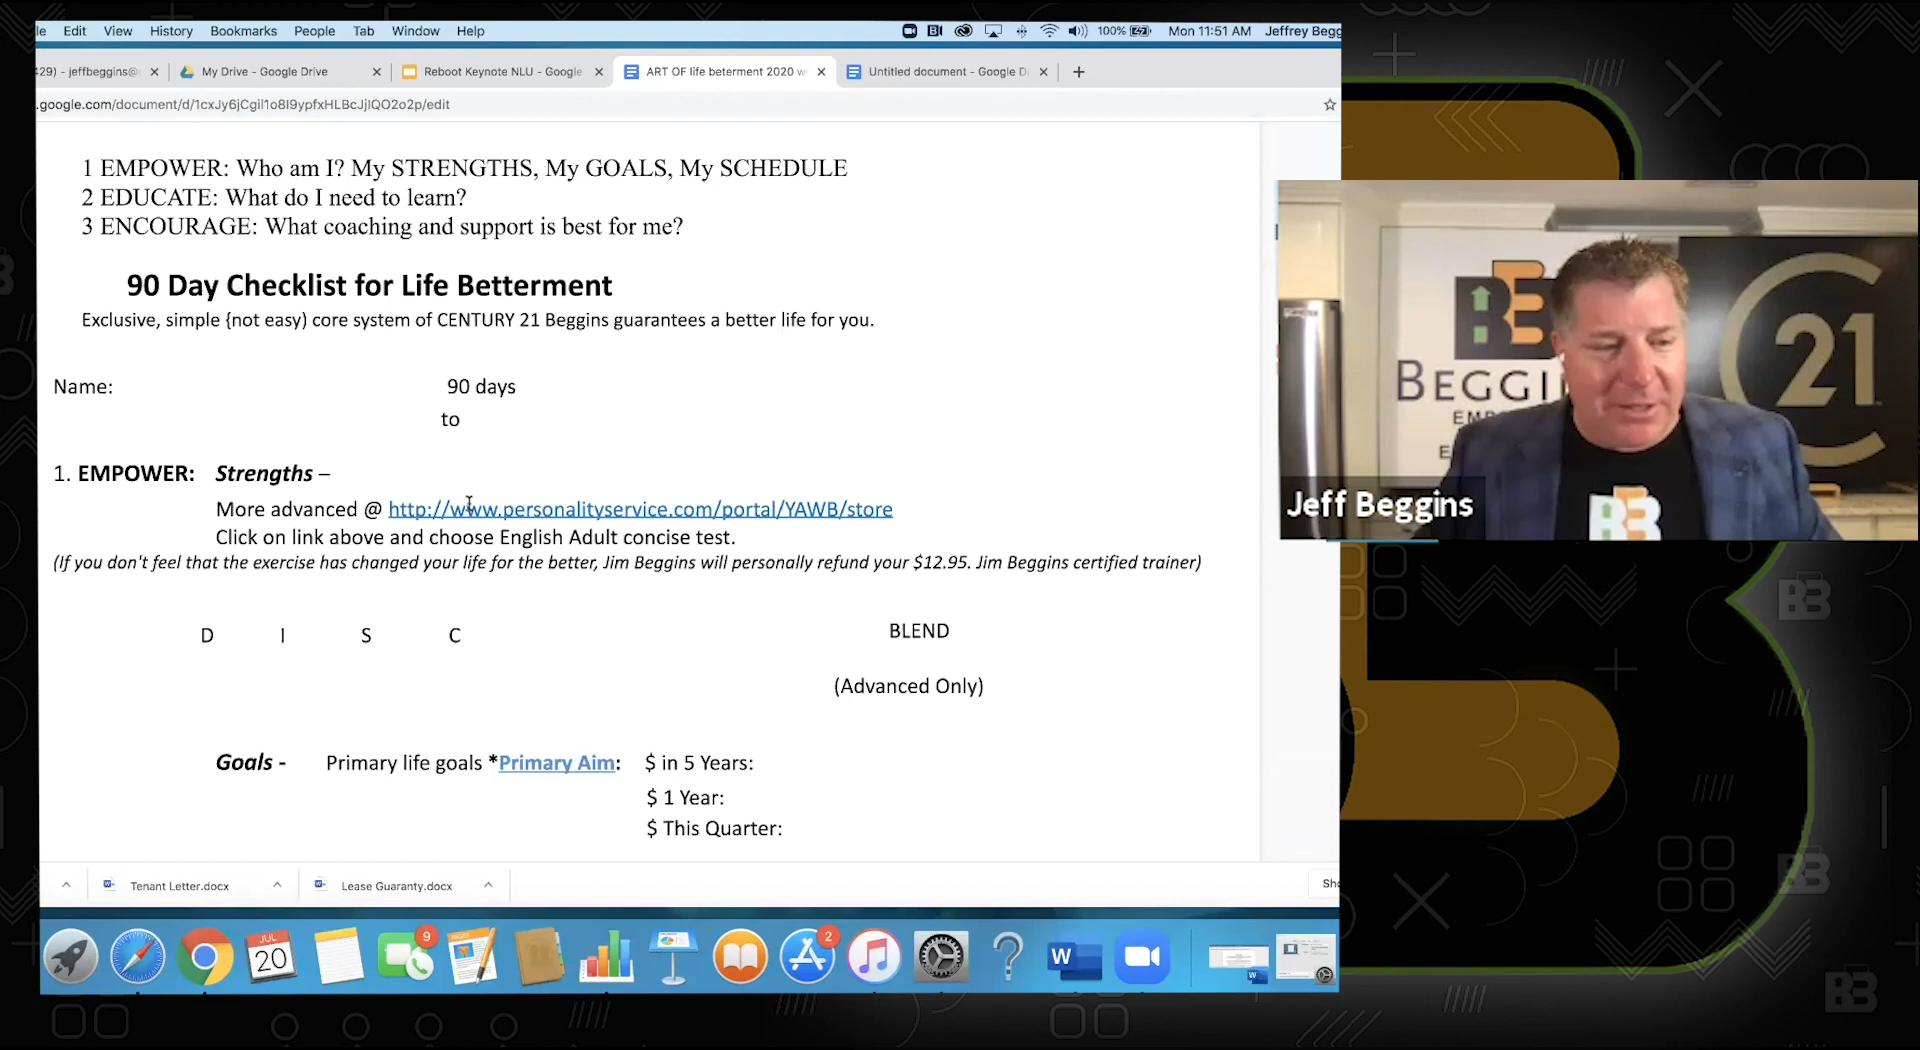 le Edit View History Bookmarks People Tab Window Help 100% Mon 11:51 AM Jeffrey Begg
429) - jeffbeggins@ My Drive - Google Drive Reboot Keynote NLU - Google ART OF life beterment 2020 w Untitled document - Google D
.google.com/document/d/1cxJy6jCgil1o8I9ypfxHLBcJjIQO2o2p/edit
1 EMPOWER: Who am I? My STRENGTHS, My GOALS, My SCHEDULE
2 EDUCATE: What do I need to learn?
3 ENCOURAGE: What coaching and support is best for me?
90 Day Checklist for Life Betterment
Exclusive, simple {not easy) core system of CENTURY 21 Beggins guarantees a better life for you.
Name: 90 days
to
1. EMPOWER: Strengths –
More advanced @ http://www.personalityservice.com/portal/YAWB/store
Click on link above and choose English Adult concise test.
(If you don't feel that the exercise has changed your life for the better, Jim Beggins will personally refund your $12.95. Jim Beggins certified trainer)
D I S C BLEND
(Advanced Only)
Goals - Primary life goals *Primary Aim: $ in 5 Years:
$ 1 Year:
$ This Quarter:
Tenant Letter.docx Lease Guaranty.docx Sh
9 JUL 20 2 W
BE
BEGGI
EMP
E
C 21
Jeff Beggins
BE